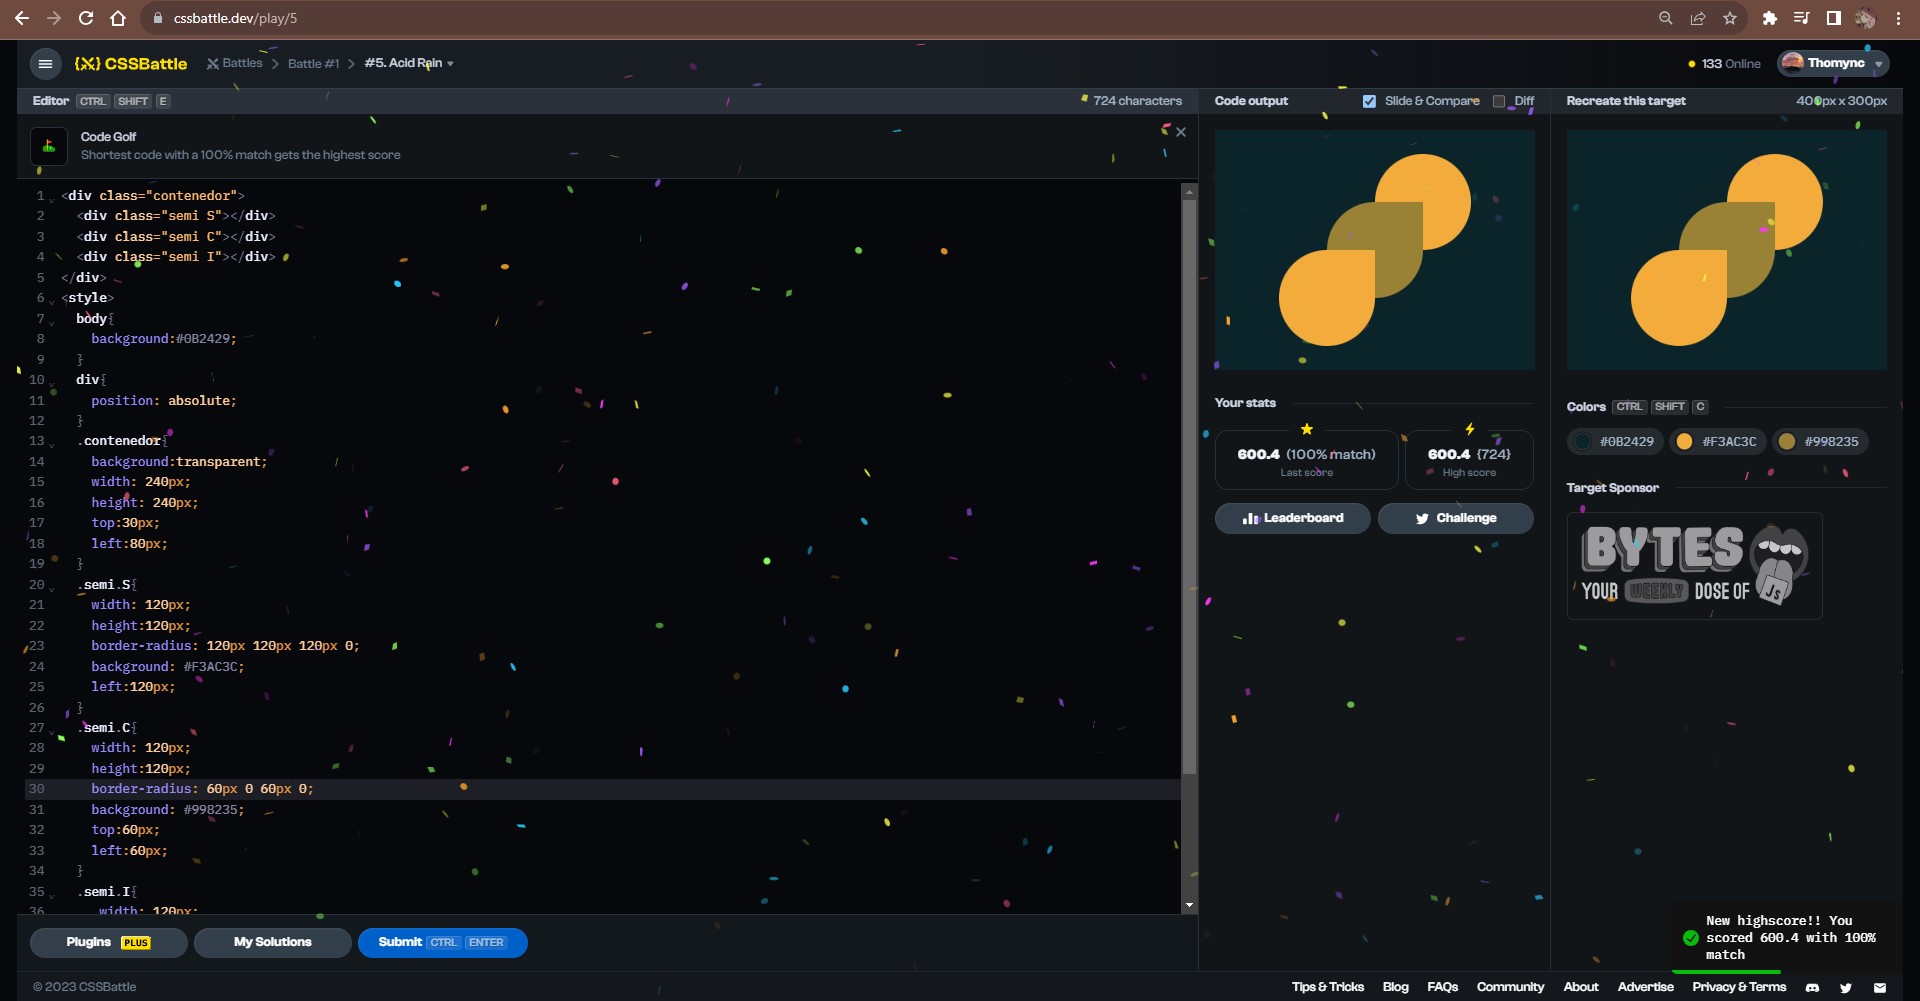 cssbattle.dev/play/5
{X} CSSBattle
Battles
Battle #1
#5. Acid Rain
133 Online
Thomync
Editor CTRL SHIFT E
724 characters
Code Golf
Shortest code with a 100% match gets the highest score
1 <div class="contenedor">
2 <div class="semi S"></div>
3 <div class="semi C"></div>
4 <div class="semi I"></div>
5 </div>
6 <style>
7 body{
8 background:#0B2429;
9 }
10 div{
11 position: absolute;
12 }
13 .contenedor{
14 background:transparent;
15 width: 240px;
16 height: 240px;
17 top:30px;
18 left:80px;
19 }
20 .semi.S{
21 width: 120px;
22 height:120px;
23 border-radius: 120px 120px 120px 0;
24 background: #F3AC3C;
25 left:120px;
26 }
27 .semi.C{
28 width: 120px;
29 height:120px;
30 border-radius: 60px 0 60px 0;
31 background: #998235;
32 top:60px;
33 left:60px;
34 }
35 .semi.I{
36 width: 120px;
Plugins PLUS
My Solutions
Submit CTRL ENTER
Code output
Slide & Compare
Diff
Your stats
600.4 (100% match)
Last score
600.4 {724}
High score
Leaderboard
Challenge
Recreate this target
400px x 300px
Colors CTRL SHIFT C
#0B2429
#F3AC3C
#998235
Target Sponsor
BYTES
YOUR WEEKLY DOSE OF JS
New highscore!! You
scored 600.4 with 100%
match
© 2023 CSSBattle
Tips & Tricks
Blog
FAQs
Community
About
Advertise
Privacy & Terms